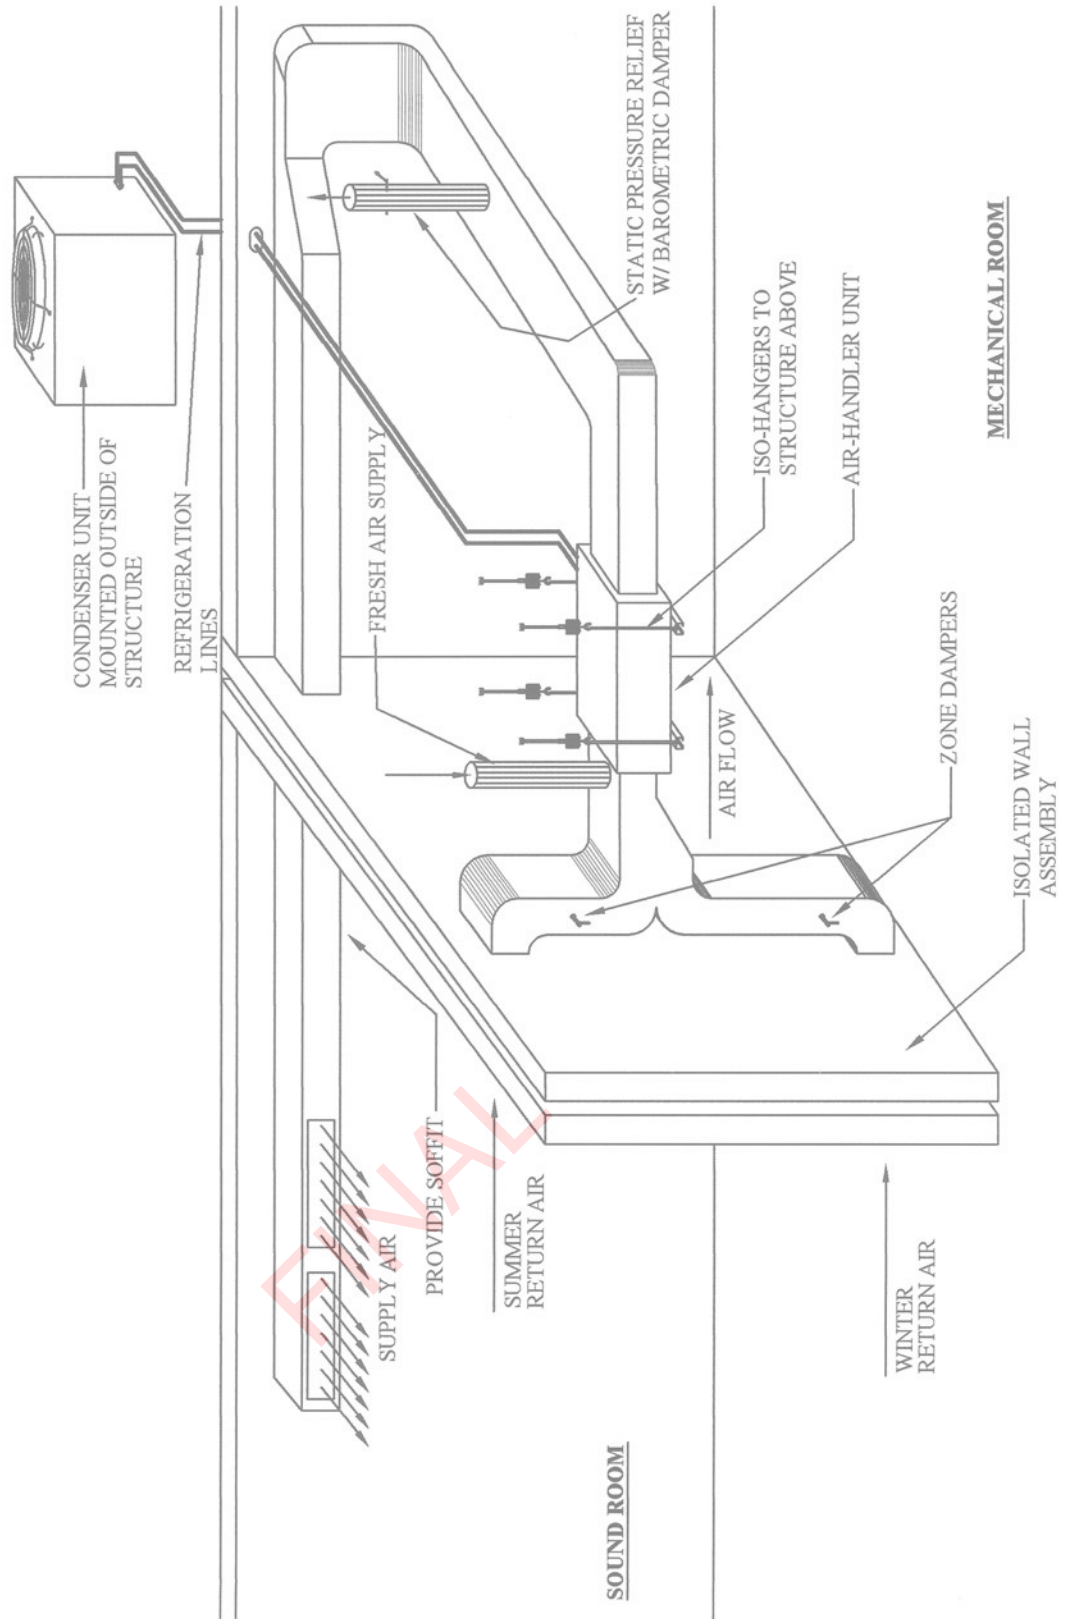 CONDENSER UNIT
MOUNTED OUTSIDE OF
STRUCTURE
REFRIGERATION
LINES
FRESH AIR SUPPLY
STATIC PRESSURE RELIEF
W/ BAROMETRIC DAMPER
ISO-HANGERS TO
STRUCTURE ABOVE
AIR-HANDLER UNIT
MECHANICAL ROOM
AIR FLOW
ZONE DAMPERS
ISOLATED WALL
ASSEMBLY
SUPPLY AIR
PROVIDE SOFFIT
SUMMER
RETURN AIR
WINTER
RETURN AIR
SOUND ROOM
FINAL